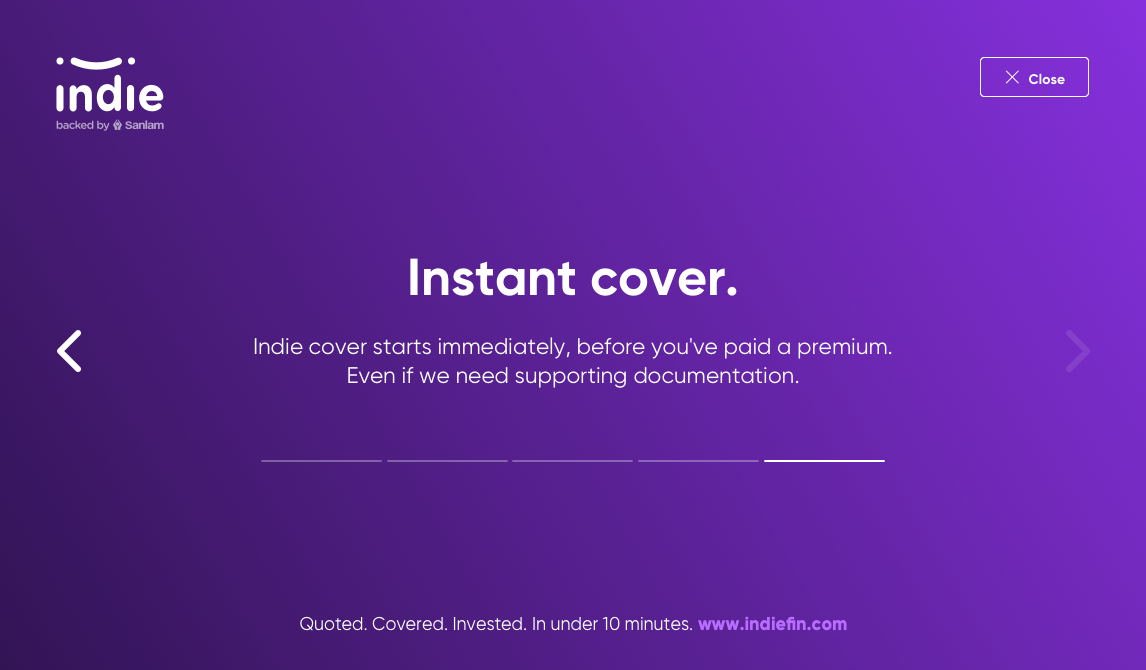 indie
backed by Sanlam
Close
Instant cover.
Indie cover starts immediately, before you've paid a premium.
Even if we need supporting documentation.
Quoted. Covered. Invested. In under 10 minutes. www.indiefin.com